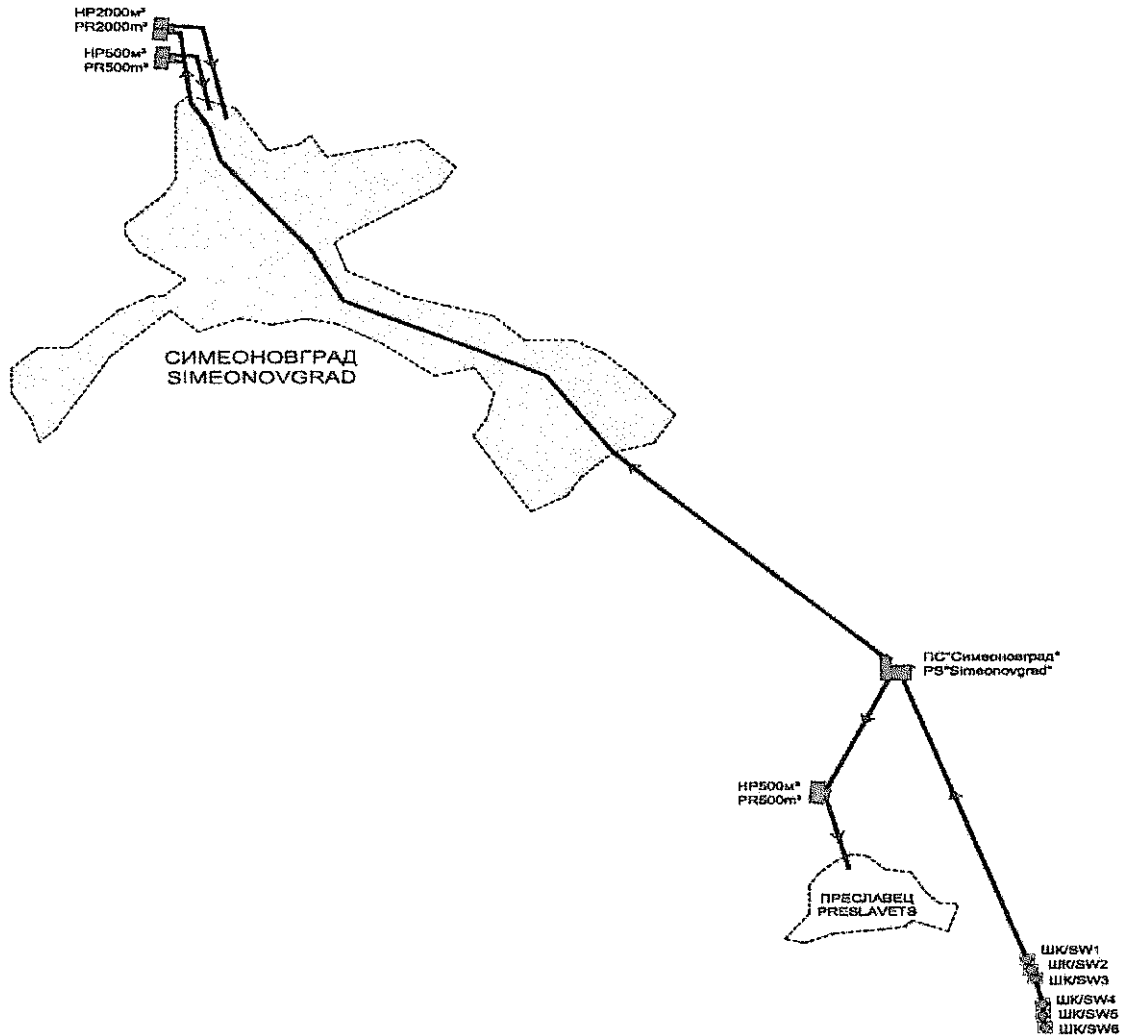 НР2000м³
PR2000m³
НР500м³
PR500m³
СИМЕОНОВГРАД
SIMEONOVGRAD
ПС"Симеоновград"
PS"Simeonovgrad"
НР500м³
PR500m³
ПРЕСЛАВЕЦ
PRESLAVETS
ШК/SW1
ШК/SW2
ШК/SW3
ШК/SW4
ШК/SW5
ШК/SW6